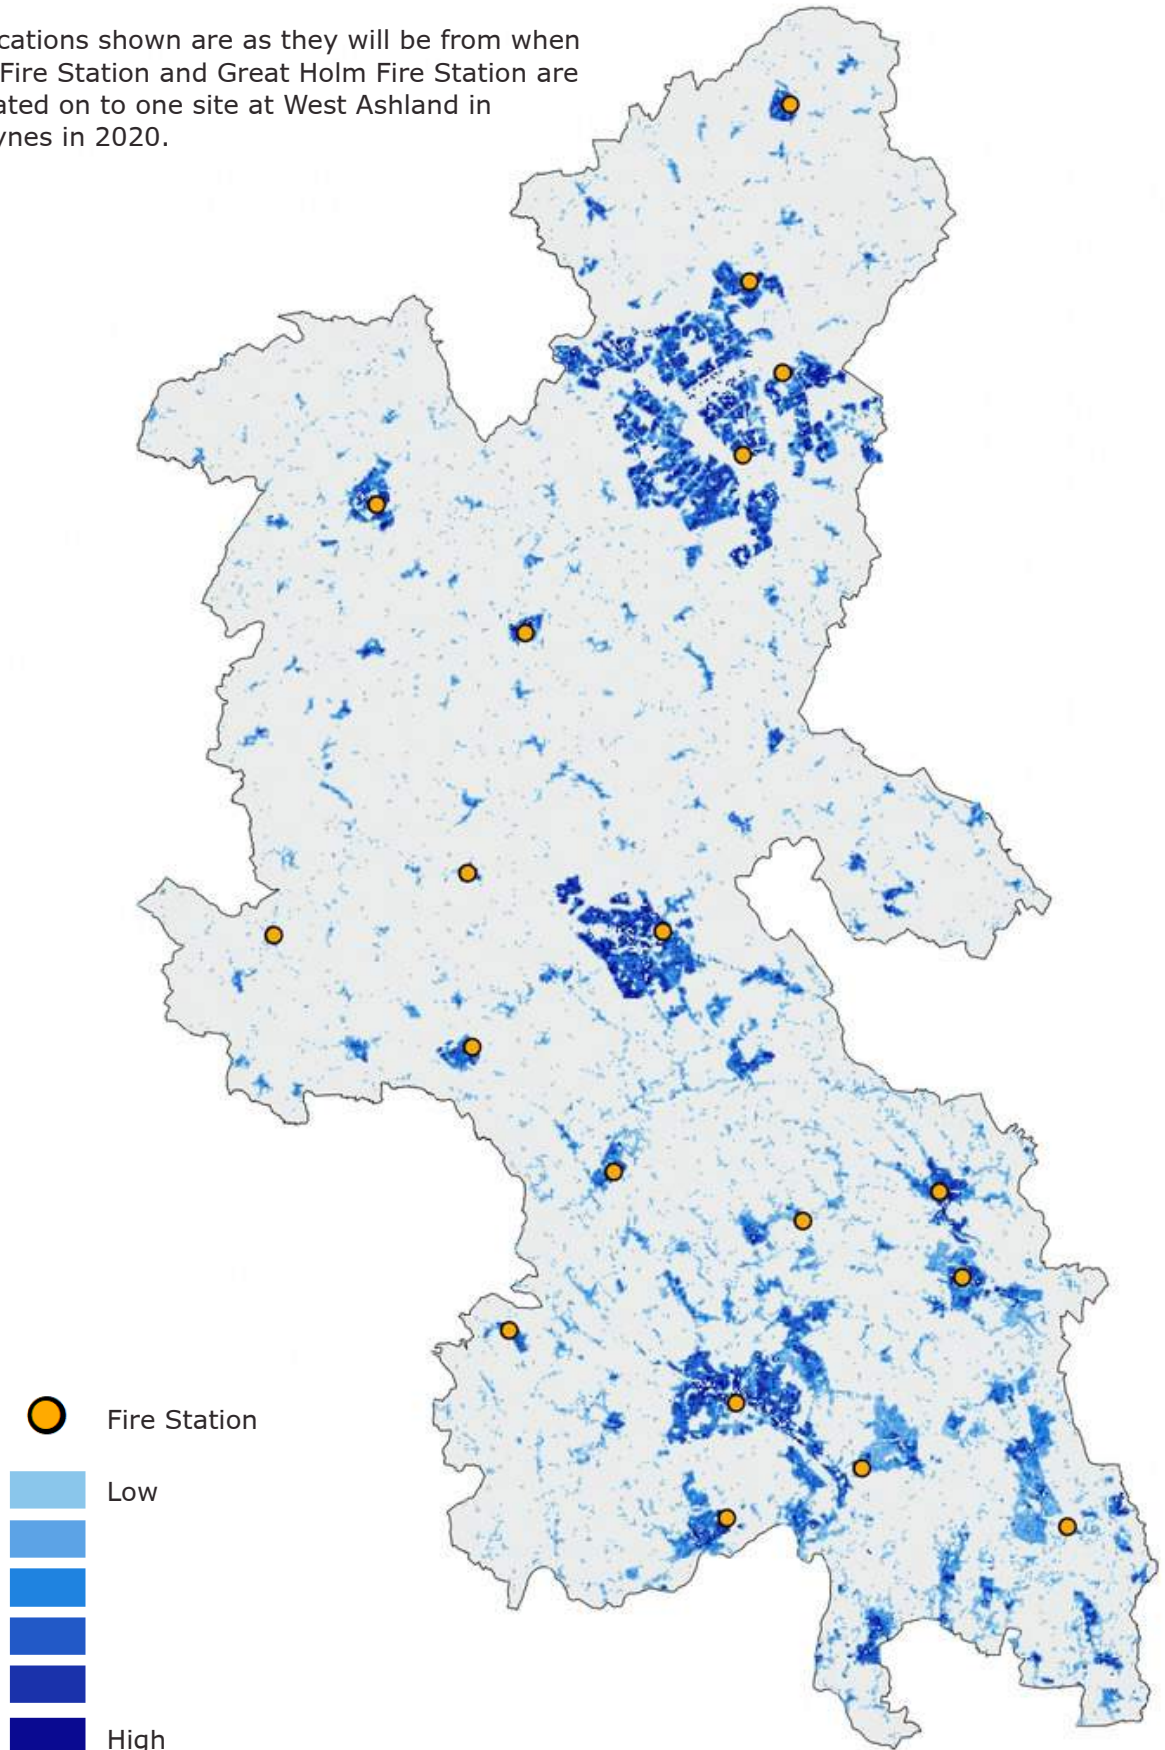 cations shown are as they will be from when
Fire Station and Great Holm Fire Station are
ated on to one site at West Ashland in
ynes in 2020.
Fire Station
Low
High